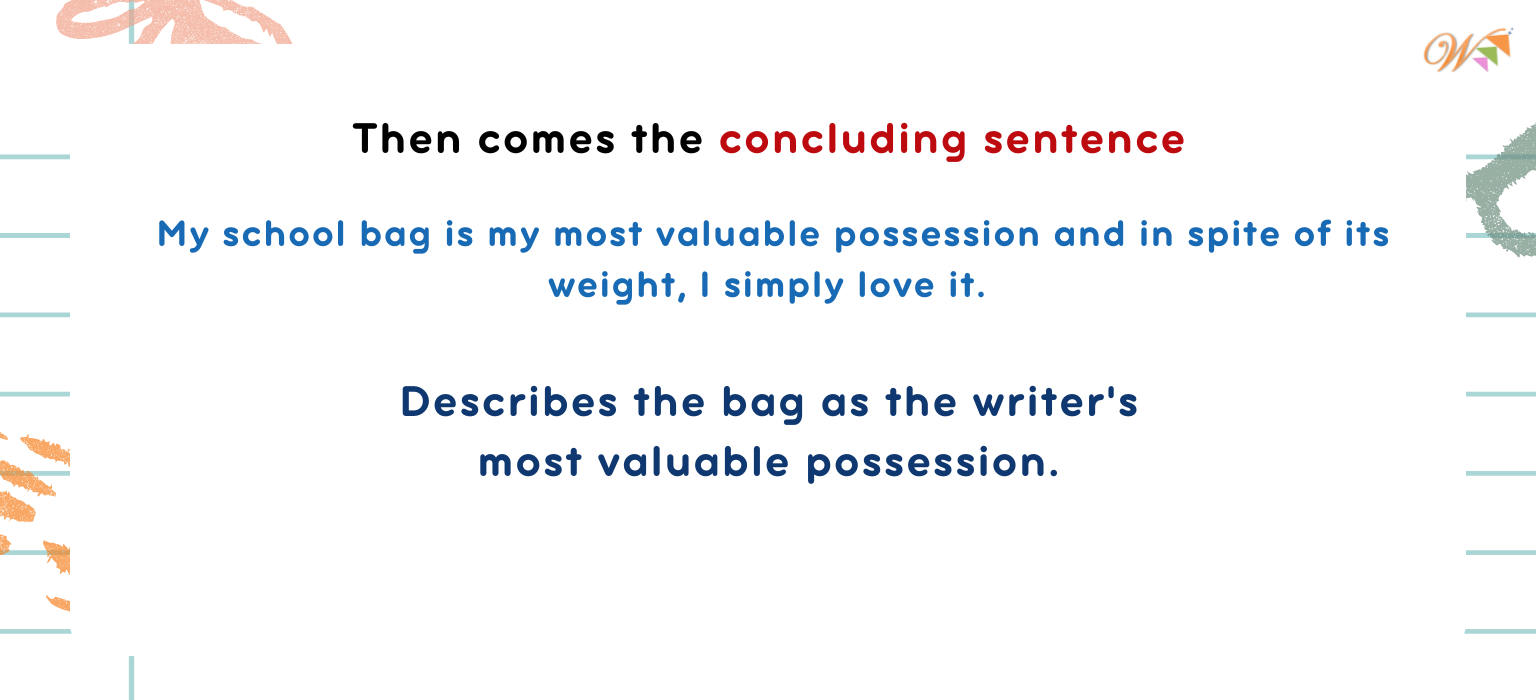 W
Then comes the concluding sentence
My school bag is my most valuable possession and in spite of its
weight, I simply love it.
Describes the bag as the writer's
most valuable possession.